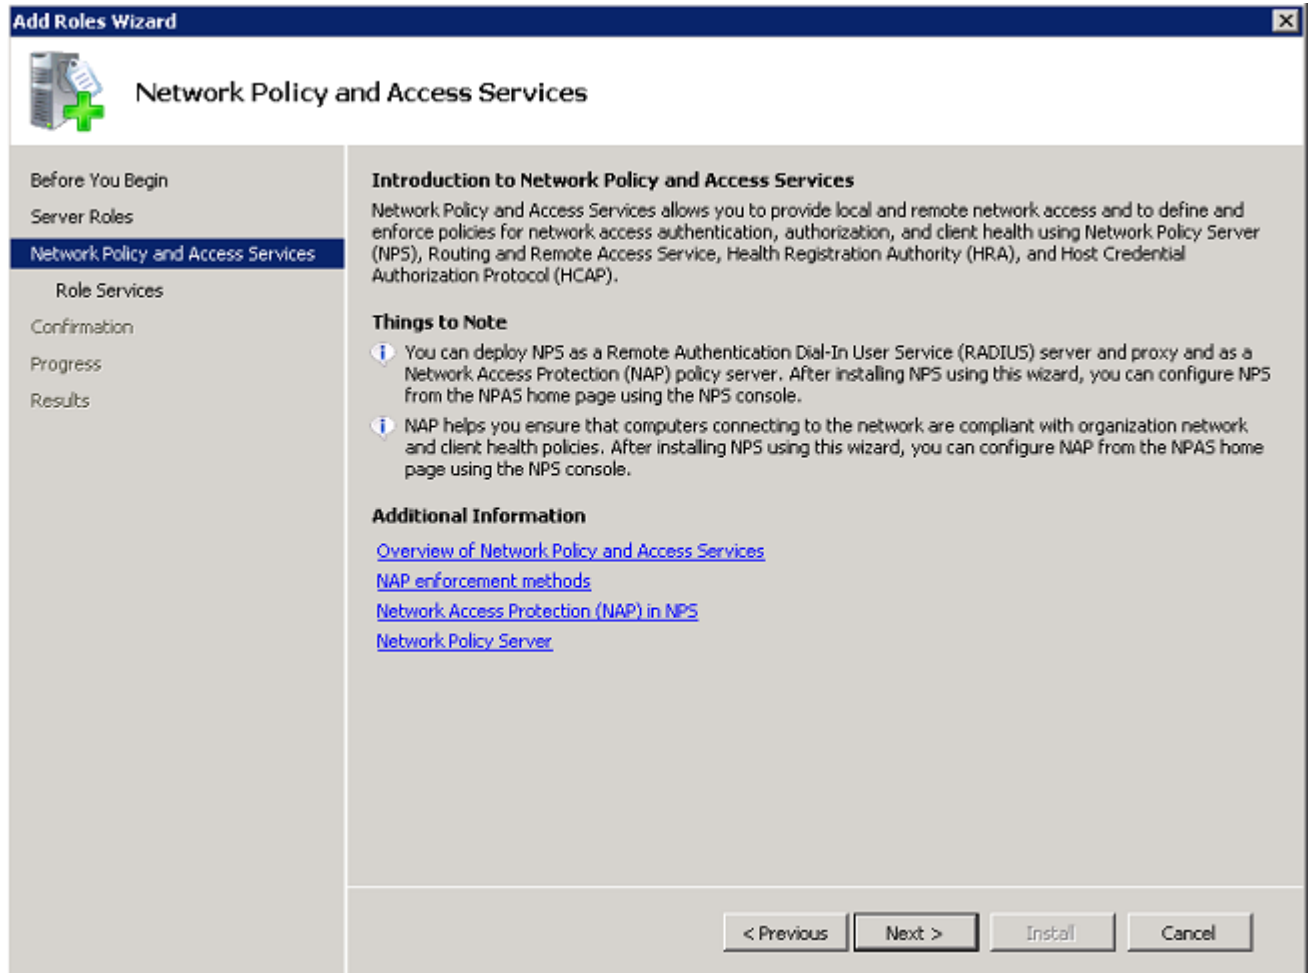 Add Roles Wizard
Network Policy and Access Services
Before You Begin
Server Roles
Network Policy and Access Services
Role Services
Confirmation
Progress
Results
Introduction to Network Policy and Access Services
Network Policy and Access Services allows you to provide local and remote network access and to define and
enforce policies for network access authentication, authorization, and client health using Network Policy Server
(NPS), Routing and Remote Access Service, Health Registration Authority (HRA), and Host Credential
Authorization Protocol (HCAP).
Things to Note
You can deploy NPS as a Remote Authentication Dial-In User Service (RADIUS) server and proxy and as a
Network Access Protection (NAP) policy server. After installing NPS using this wizard, you can configure NPS
from the NPAS home page using the NPS console.
NAP helps you ensure that computers connecting to the network are compliant with organization network
and client health policies. After installing NPS using this wizard, you can configure NAP from the NPAS home
page using the NPS console.
Additional Information
Overview of Network Policy and Access Services
NAP enforcement methods
Network Access Protection (NAP) in NPS
Network Policy Server
< Previous
Next >
Install
Cancel